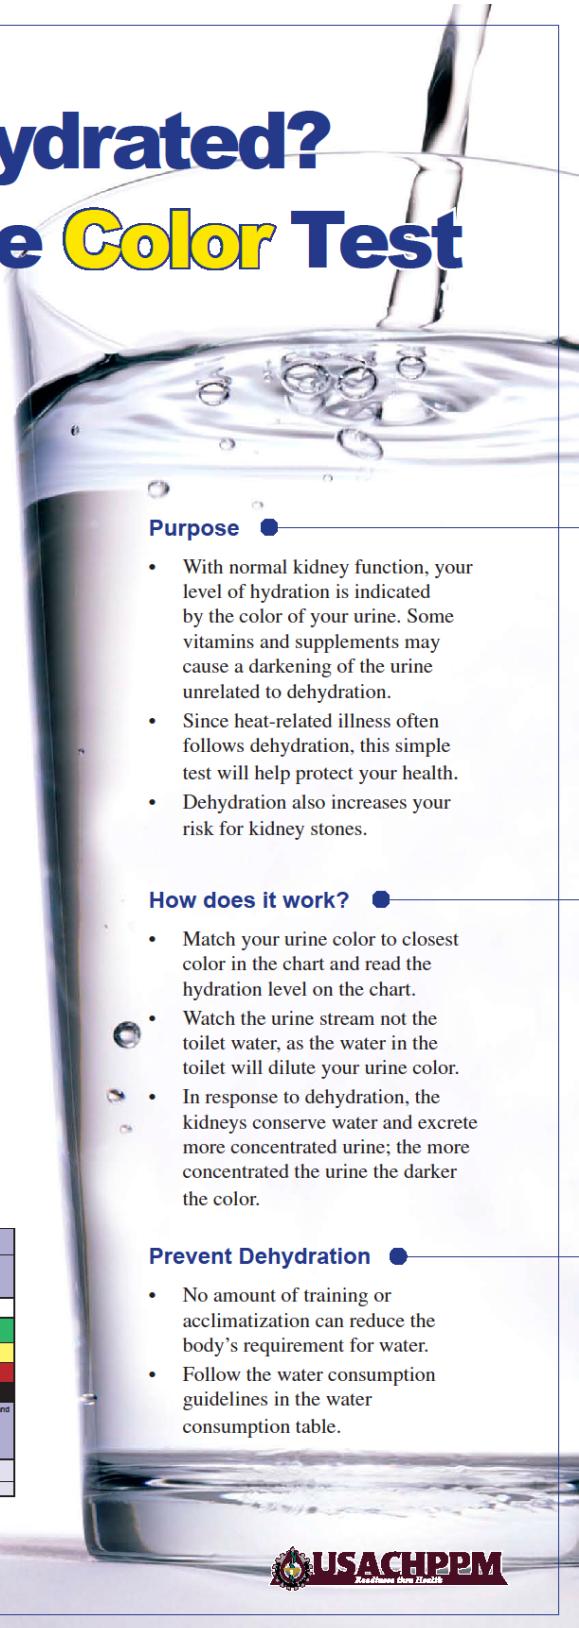 ydrated?
e Color Test
Purpose
• With normal kidney function, your
level of hydration is indicated
by the color of your urine. Some
vitamins and supplements may
cause a darkening of the urine
unrelated to dehydration.
• Since heat-related illness often
follows dehydration, this simple
test will help protect your health.
• Dehydration also increases your
risk for kidney stones.
How does it work?
• Match your urine color to closest
color in the chart and read the
hydration level on the chart.
• Watch the urine stream not the
toilet water, as the water in the
toilet will dilute your urine color.
• In response to dehydration, the
kidneys conserve water and excrete
more concentrated urine; the more
concentrated the urine the darker
the color.
Prevent Dehydration
• No amount of training or
acclimatization can reduce the
body's requirement for water.
• Follow the water consumption
guidelines in the water
consumption table.
and
USACHPPM
Readiness thru Health